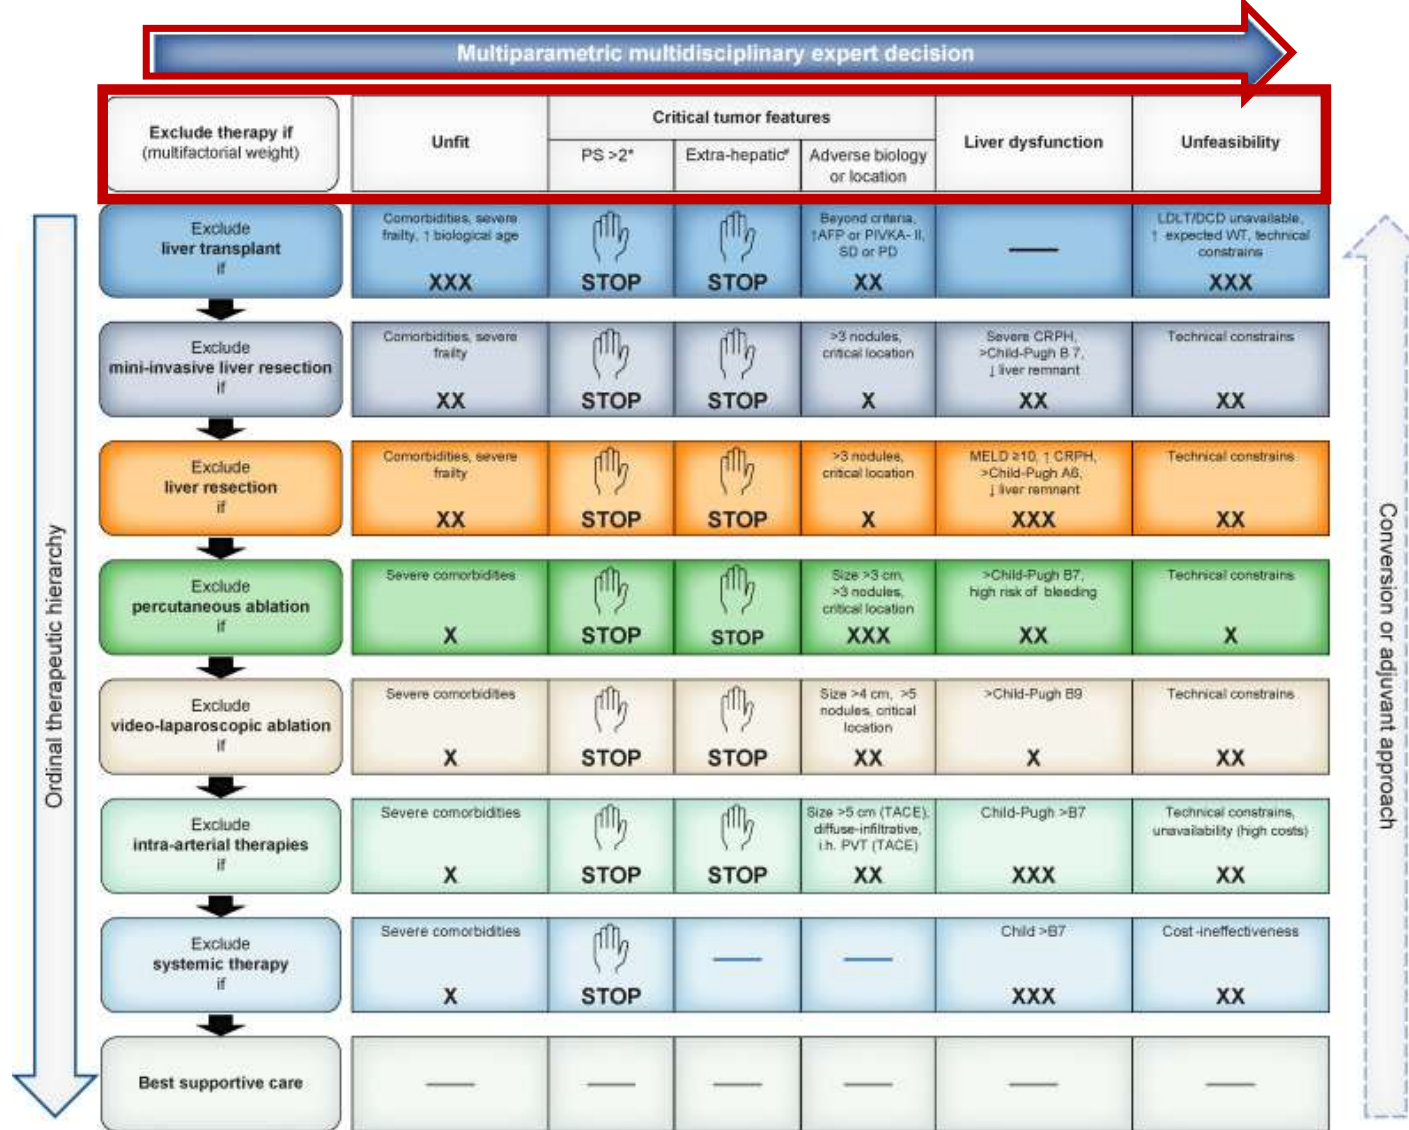 Multiparametric multidisciplinary expert decision
Exclude therapy if
(multifactorial weight)
Unfit
Critical tumor features
PS >2*
Extra-hepatic#
Adverse biology
or location
Liver dysfunction
Unfeasibility
Exclude
liver transplant
if
Comorbidities, severe
frailty, ↑ biological age
XXX
STOP
STOP
Beyond criteria,
↑AFP or PIVKA- II,
SD or PD
XX
LDLT/DCD unavailable,
↑ expected WT, technical
constrains
XXX
Exclude
mini-invasive liver resection
if
Comorbidities, severe
frailty
XX
STOP
STOP
>3 nodules,
critical location
X
Severe CRPH,
>Child-Pugh B 7,
↓ liver remnant
XX
Technical constrains
XX
Exclude
liver resection
if
Comorbidities, severe
frailty
XX
STOP
STOP
>3 nodules,
critical location
X
MELD ≥10, ↑ CRPH,
>Child-Pugh A6,
↓ liver remnant
XXX
Technical constrains
XX
Exclude
percutaneous ablation
if
Severe comorbidities
X
STOP
STOP
Size >3 cm,
>3 nodules,
critical location
XXX
>Child-Pugh B7,
high risk of bleeding
XX
Technical constrains
X
Exclude
video-laparoscopic ablation
if
Severe comorbidities
X
STOP
STOP
Size >4 cm, >5
nodules, critical
location
XX
>Child-Pugh B9
X
Technical constrains
XX
Exclude
intra-arterial therapies
if
Severe comorbidities
X
STOP
STOP
Size >5 cm (TACE),
diffuse-infiltrative,
i.h. PVT (TACE)
XX
Child-Pugh >B7
XXX
Technical constrains,
unavailability (high costs)
XX
Exclude
systemic therapy
if
Severe comorbidities
X
STOP
Child >B7
XXX
Cost -ineffectiveness
XX
Best supportive care
Ordinal therapeutic hierarchy
Conversion or adjuvant approach